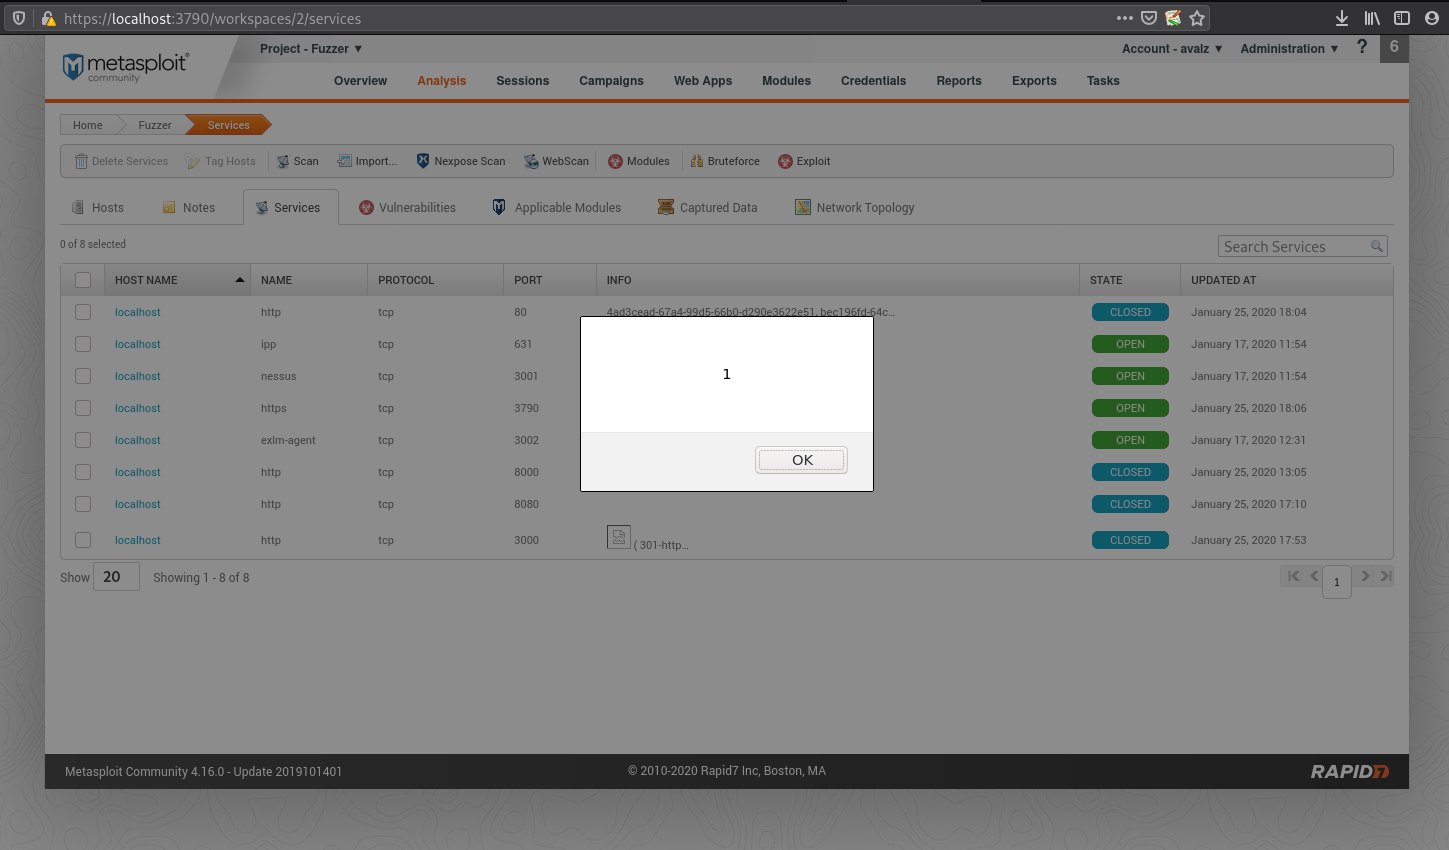 https://localhost:3790/workspaces/2/services
metasploit®
community
Project - Fuzzer ▼
Account - avalz ▼ Administration ▼ ? 6
Overview Analysis Sessions Campaigns Web Apps Modules Credentials Reports Exports Tasks
Home Fuzzer Services
Delete Services Tag Hosts Scan Import... Nexpose Scan WebScan Modules Bruteforce Exploit
Hosts Notes Services Vulnerabilities Applicable Modules Captured Data Network Topology
0 of 8 selected Search Services
HOST NAME NAME PROTOCOL PORT INFO STATE UPDATED AT
localhost http tcp 80 4ad3cead-67a4-99d5-66b0-d290e3622e51, bec196fd-64c... CLOSED January 25, 2020 18:04
localhost ipp tcp 631 OPEN January 17, 2020 11:54
localhost nessus tcp 3001 OPEN January 17, 2020 11:54
localhost https tcp 3790 OPEN January 25, 2020 18:06
localhost exlm-agent tcp 3002 OPEN January 17, 2020 12:31
localhost http tcp 8000 CLOSED January 25, 2020 13:05
localhost http tcp 8080 CLOSED January 25, 2020 17:10
localhost http tcp 3000 ( 301-http... CLOSED January 25, 2020 17:53
1
OK
Show 20 Showing 1 - 8 of 8 1
Metasploit Community 4.16.0 - Update 2019101401 © 2010-2020 Rapid7 Inc, Boston, MA RAPID7